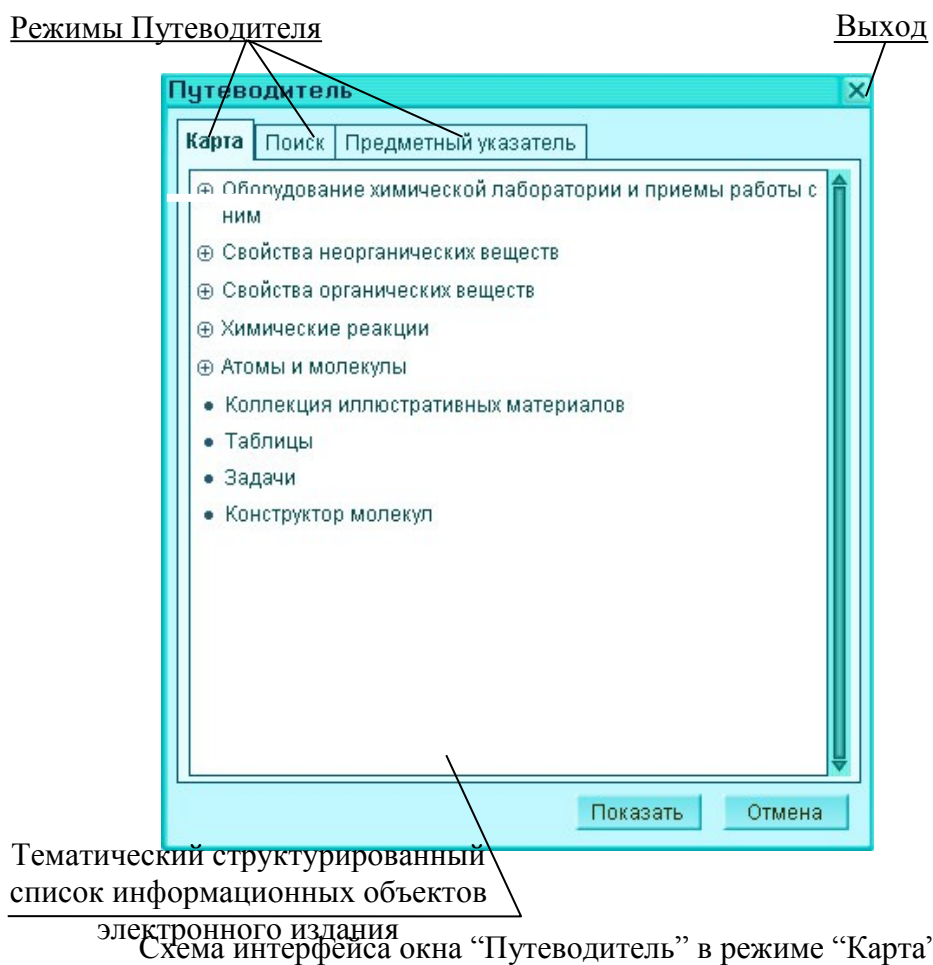 Режимы Путеводителя
Выход
Путеводитель
Карта Поиск Предметный указатель
Оборудование химической лаборатории и приемы работы с
ним
Свойства неорганических веществ
Свойства органических веществ
Химические реакции
Атомы и молекулы
Коллекция иллюстративных материалов
Таблицы
Задачи
Конструктор молекул
Показать Отмена
Тематический структурированный
список информационных объектов
электронного издания
Схема интерфейса окна “Путеводитель” в режиме “Карта”